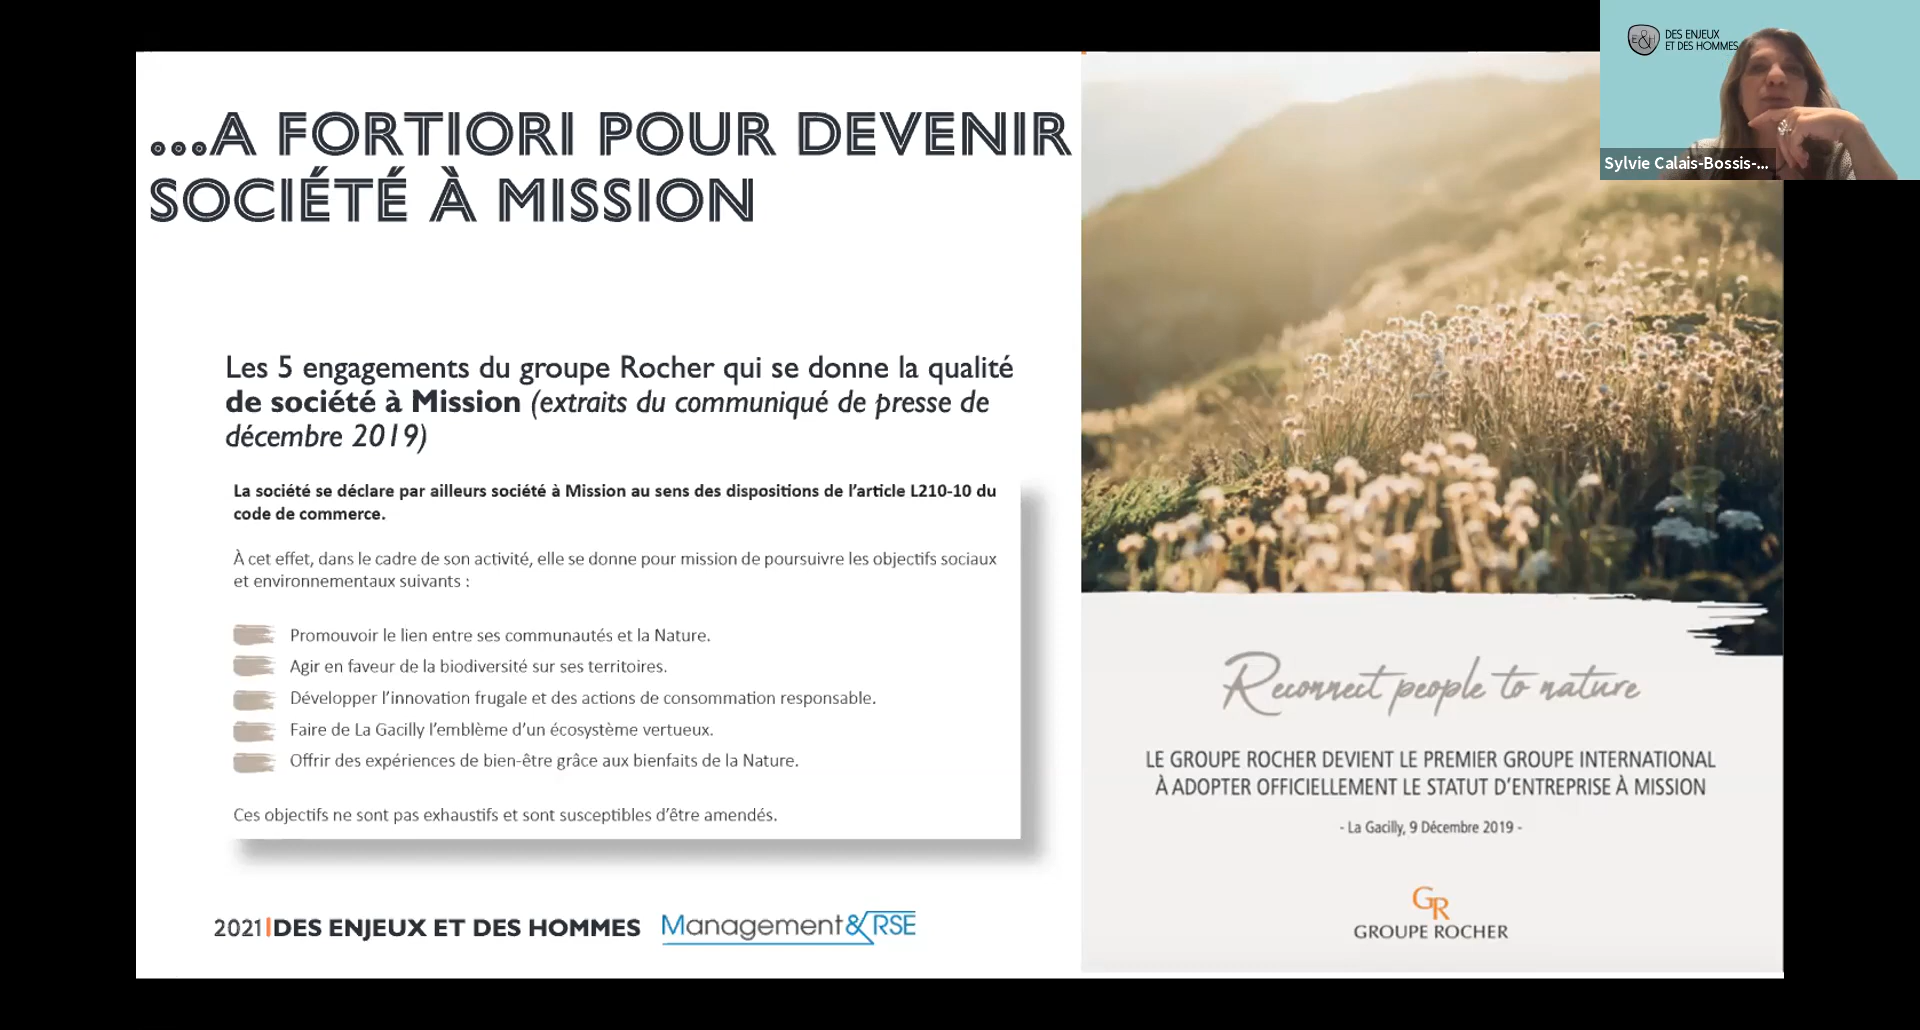 ...A FORTIORI POUR DEVENIR
SOCIÉTÉ À MISSION
Les 5 engagements du groupe Rocher qui se donne la qualité
de société à Mission (extraits du communiqué de presse de
décembre 2019)
La société se déclare par ailleurs société à Mission au sens des dispositions de l’article L210-10 du
code de commerce.
À cet effet, dans le cadre de son activité, elle se donne pour mission de poursuivre les objectifs sociaux
et environnementaux suivants :
Promouvoir le lien entre ses communautés et la Nature.
Agir en faveur de la biodiversité sur ses territoires.
Développer l’innovation frugale et des actions de consommation responsable.
Faire de La Gacilly l’emblème d’un écosystème vertueux.
Offrir des expériences de bien-être grâce aux bienfaits de la Nature.
Ces objectifs ne sont pas exhaustifs et sont susceptibles d’être amendés.
2021 | DES ENJEUX ET DES HOMMES Management&RSE
E&H DES ENJEUX
ET DES HOMMES
Sylvie Calais-Bossis-...
Reconnect people to nature
LE GROUPE ROCHER DEVIENT LE PREMIER GROUPE INTERNATIONAL
À ADOPTER OFFICIELLEMENT LE STATUT D’ENTREPRISE À MISSION
- La Gacilly, 9 Décembre 2019 -
GR
GROUPE ROCHER